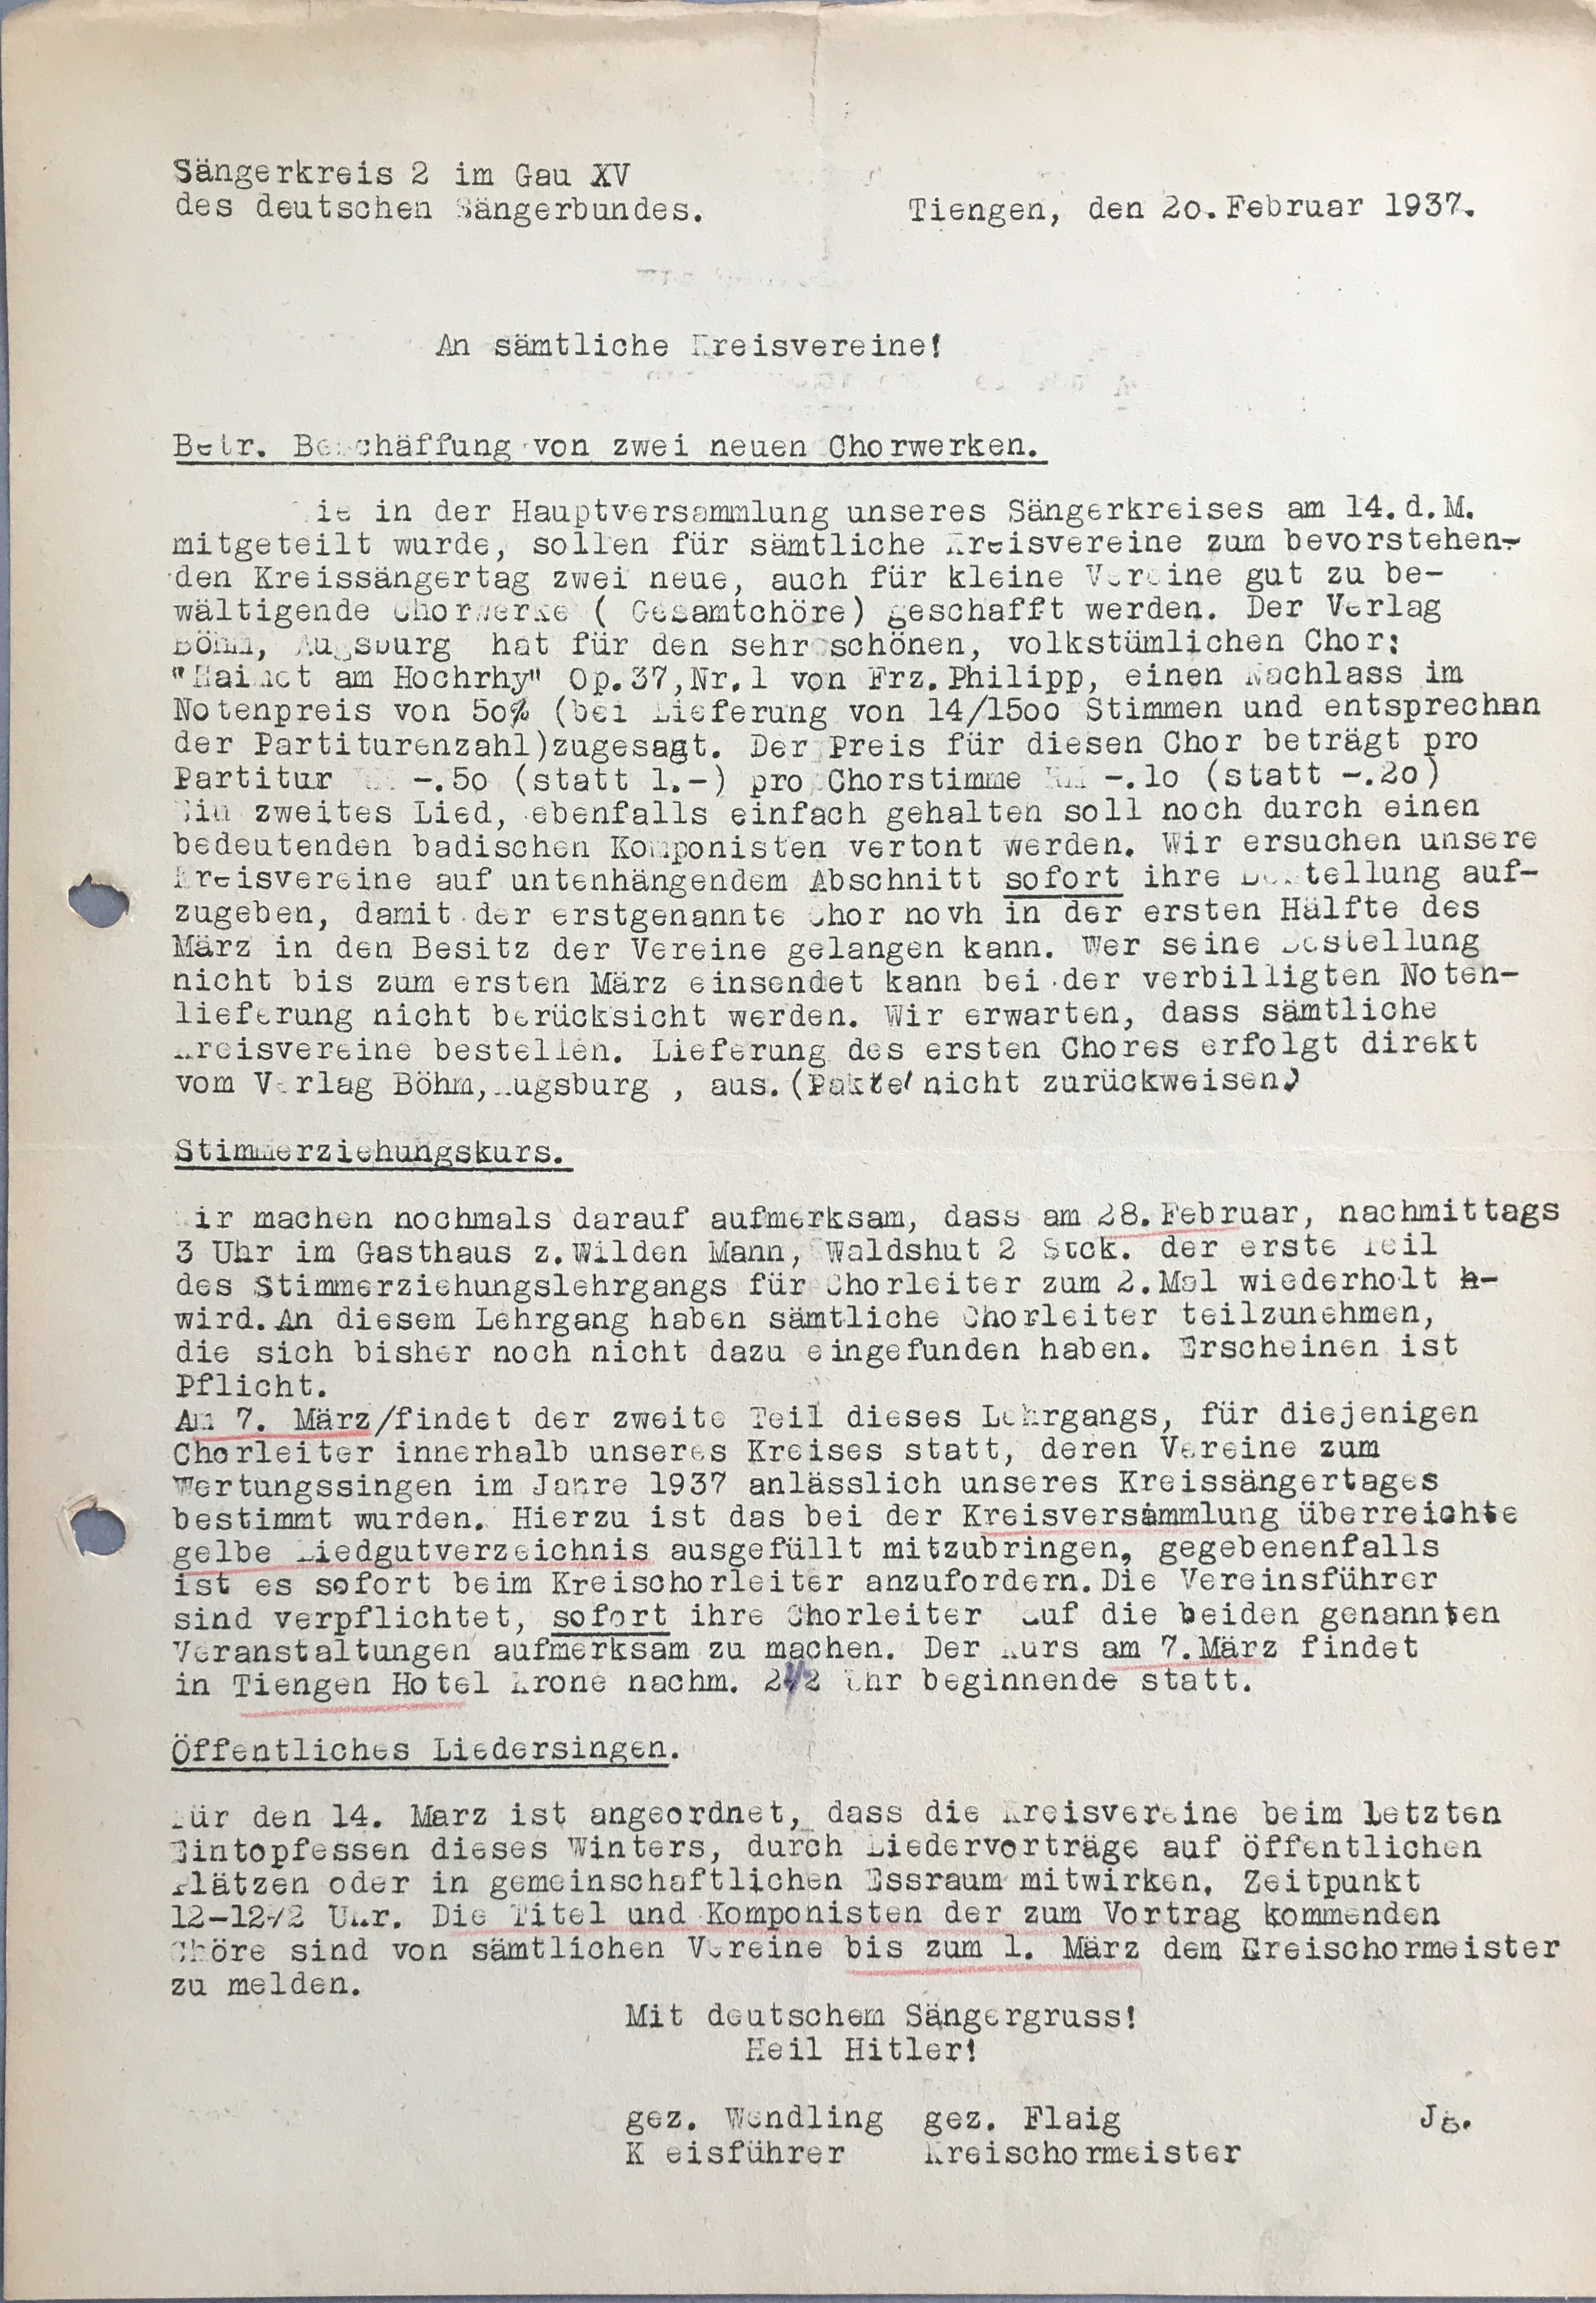 Sängerkreis 2 im Gau XV
des deutschen Sängerbundes.
Tiengen, den 2o.Februar 1937.
An sämtliche Kreisvereine!
Betr. Beschäffung von zwei neuen Chorwerken.
Wie in der Hauptversammlung unseres Sängerkreises am 14.d.M.
mitgeteilt wurde, sollen für sämtliche Kreisvereine zum bevorstehen-
den Kreissängertag zwei neue, auch für kleine Vereine gut zu be-
wältigende Chorwerke ( Gesamtchöre) geschafft werden. Der Verlag
Böhm, Augsburg hat für den sehr schönen, volkstümlichen Chor:
"Haimet am Hochrhy" Op.37,Nr.1 von Frz.Philipp, einen Nachlass im
Notenpreis von 5o% (bei Lieferung von 14/15oo Stimmen und entsprechan
der Partiturenzahl)zugesagt. Der Preis für diesen Chor beträgt pro
Partitur RM -.5o (statt 1.-) pro Chorstimme RM -.1o (statt -.2o)
Ein zweites Lied, ebenfalls einfach gehalten soll noch durch einen
bedeutenden badischen Komponisten vertont werden. Wir ersuchen unsere
Kreisvereine auf untenhängendem Abschnitt sofort ihre Bestellung auf-
zugeben, damit der erstgenannte Chor novh in der ersten Hälfte des
März in den Besitz der Vereine gelangen kann. Wer seine Bestellung
nicht bis zum ersten März einsendet kann bei der verbilligten Noten-
lieferung nicht berücksicht werden. Wir erwarten, dass sämtliche
Kreisvereine bestellen. Lieferung des ersten Chores erfolgt direkt
vom Verlag Böhm,Augsburg , aus.(Pakte nicht zurückweisen)
Stimmerziehungskurs.
Wir machen nochmals darauf aufmerksam, dass am 28.Februar, nachmittags
3 Uhr im Gasthaus z.Wilden Mann, Waldshut 2 Stck. der erste Teil
des Stimmerziehungslehrgangs für Chorleiter zum 2.Mal wiederholt
wird.An diesem Lehrgang haben sämtliche Chorleiter teilzunehmen,
die sich bisher noch nicht dazu eingefunden haben. Erscheinen ist
Pflicht.
Am 7. März/findet der zweite Teil dieses Lehrgangs, für diejenigen
Chorleiter innerhalb unseres Kreises statt, deren Vereine zum
Wertungssingen im Jahre 1937 anlässlich unseres Kreissängertages
bestimmt wurden. Hierzu ist das bei der Kreisversammlung überreichte
gelbe Liedgutverzeichnis ausgefüllt mitzubringen, gegebenenfalls
ist es sofort beim Kreischorleiter anzufordern.Die Vereinsführer
sind verpflichtet, sofort ihre Chorleiter auf die beiden genannten
Veranstaltungen aufmerksam zu machen. Der Kurs am 7.März findet
in Tiengen Hotel Krone nachm. 2 1/2 Uhr beginnende statt.
Öffentliches Liedersingen.
Für den 14. März ist angeordnet, dass die Kreisvereine beim letzten
Eintopfessen dieses Winters, durch Liedervorträge auf öffentlichen
Plätzen oder in gemeinschaftlichen Essraum mitwirken. Zeitpunkt
12-12 1/2 Uhr. Die Titel und Komponisten der zum Vortrag kommenden
Chöre sind von sämtlichen Vereine bis zum 1. März dem Greischormeister
zu melden.
Mit deutschem Sängergruss!
Heil Hitler!
gez. Wendling gez. Flaig Jg.
K eisführer Kreischormeister